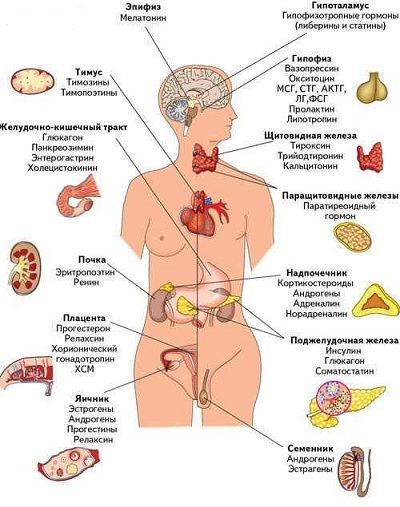 Эпифиз
Мелатонин
Гипоталамус
Гипофизотропные гормоны
(либерины и статины)
Гипофиз
Вазопрессин
Окситоцин
МСГ, СТГ, АКТГ,
ЛГ,ФСГ
Пролактин
Липотропин
Тимус
Тимозины
Тимопоэтины
Желудочно-кишечный тракт
Глюкагон
Панкреозимин
Энтерогастрин
Холецистокинин
Щитовидная железа
Тироксин
Трийодтиронин
Кальцитонин
Паращитовидные железы
Паратиреоидный
гормон
Почка
Эритропоэтин
Ренин
Надпочечник
Кортикостероиды
Андрогены
Адреналин
Норадреналин
Плацента
Прогестерон
Релаксин
Хорионический
гонадотропин
ХСМ
Поджелудочная железа
Инсулин
Глюкагон
Соматостатин
Яичник
Эстрогены
Андрогены
Прогестины
Релаксин
Семенник
Андрогены
Эстрагены